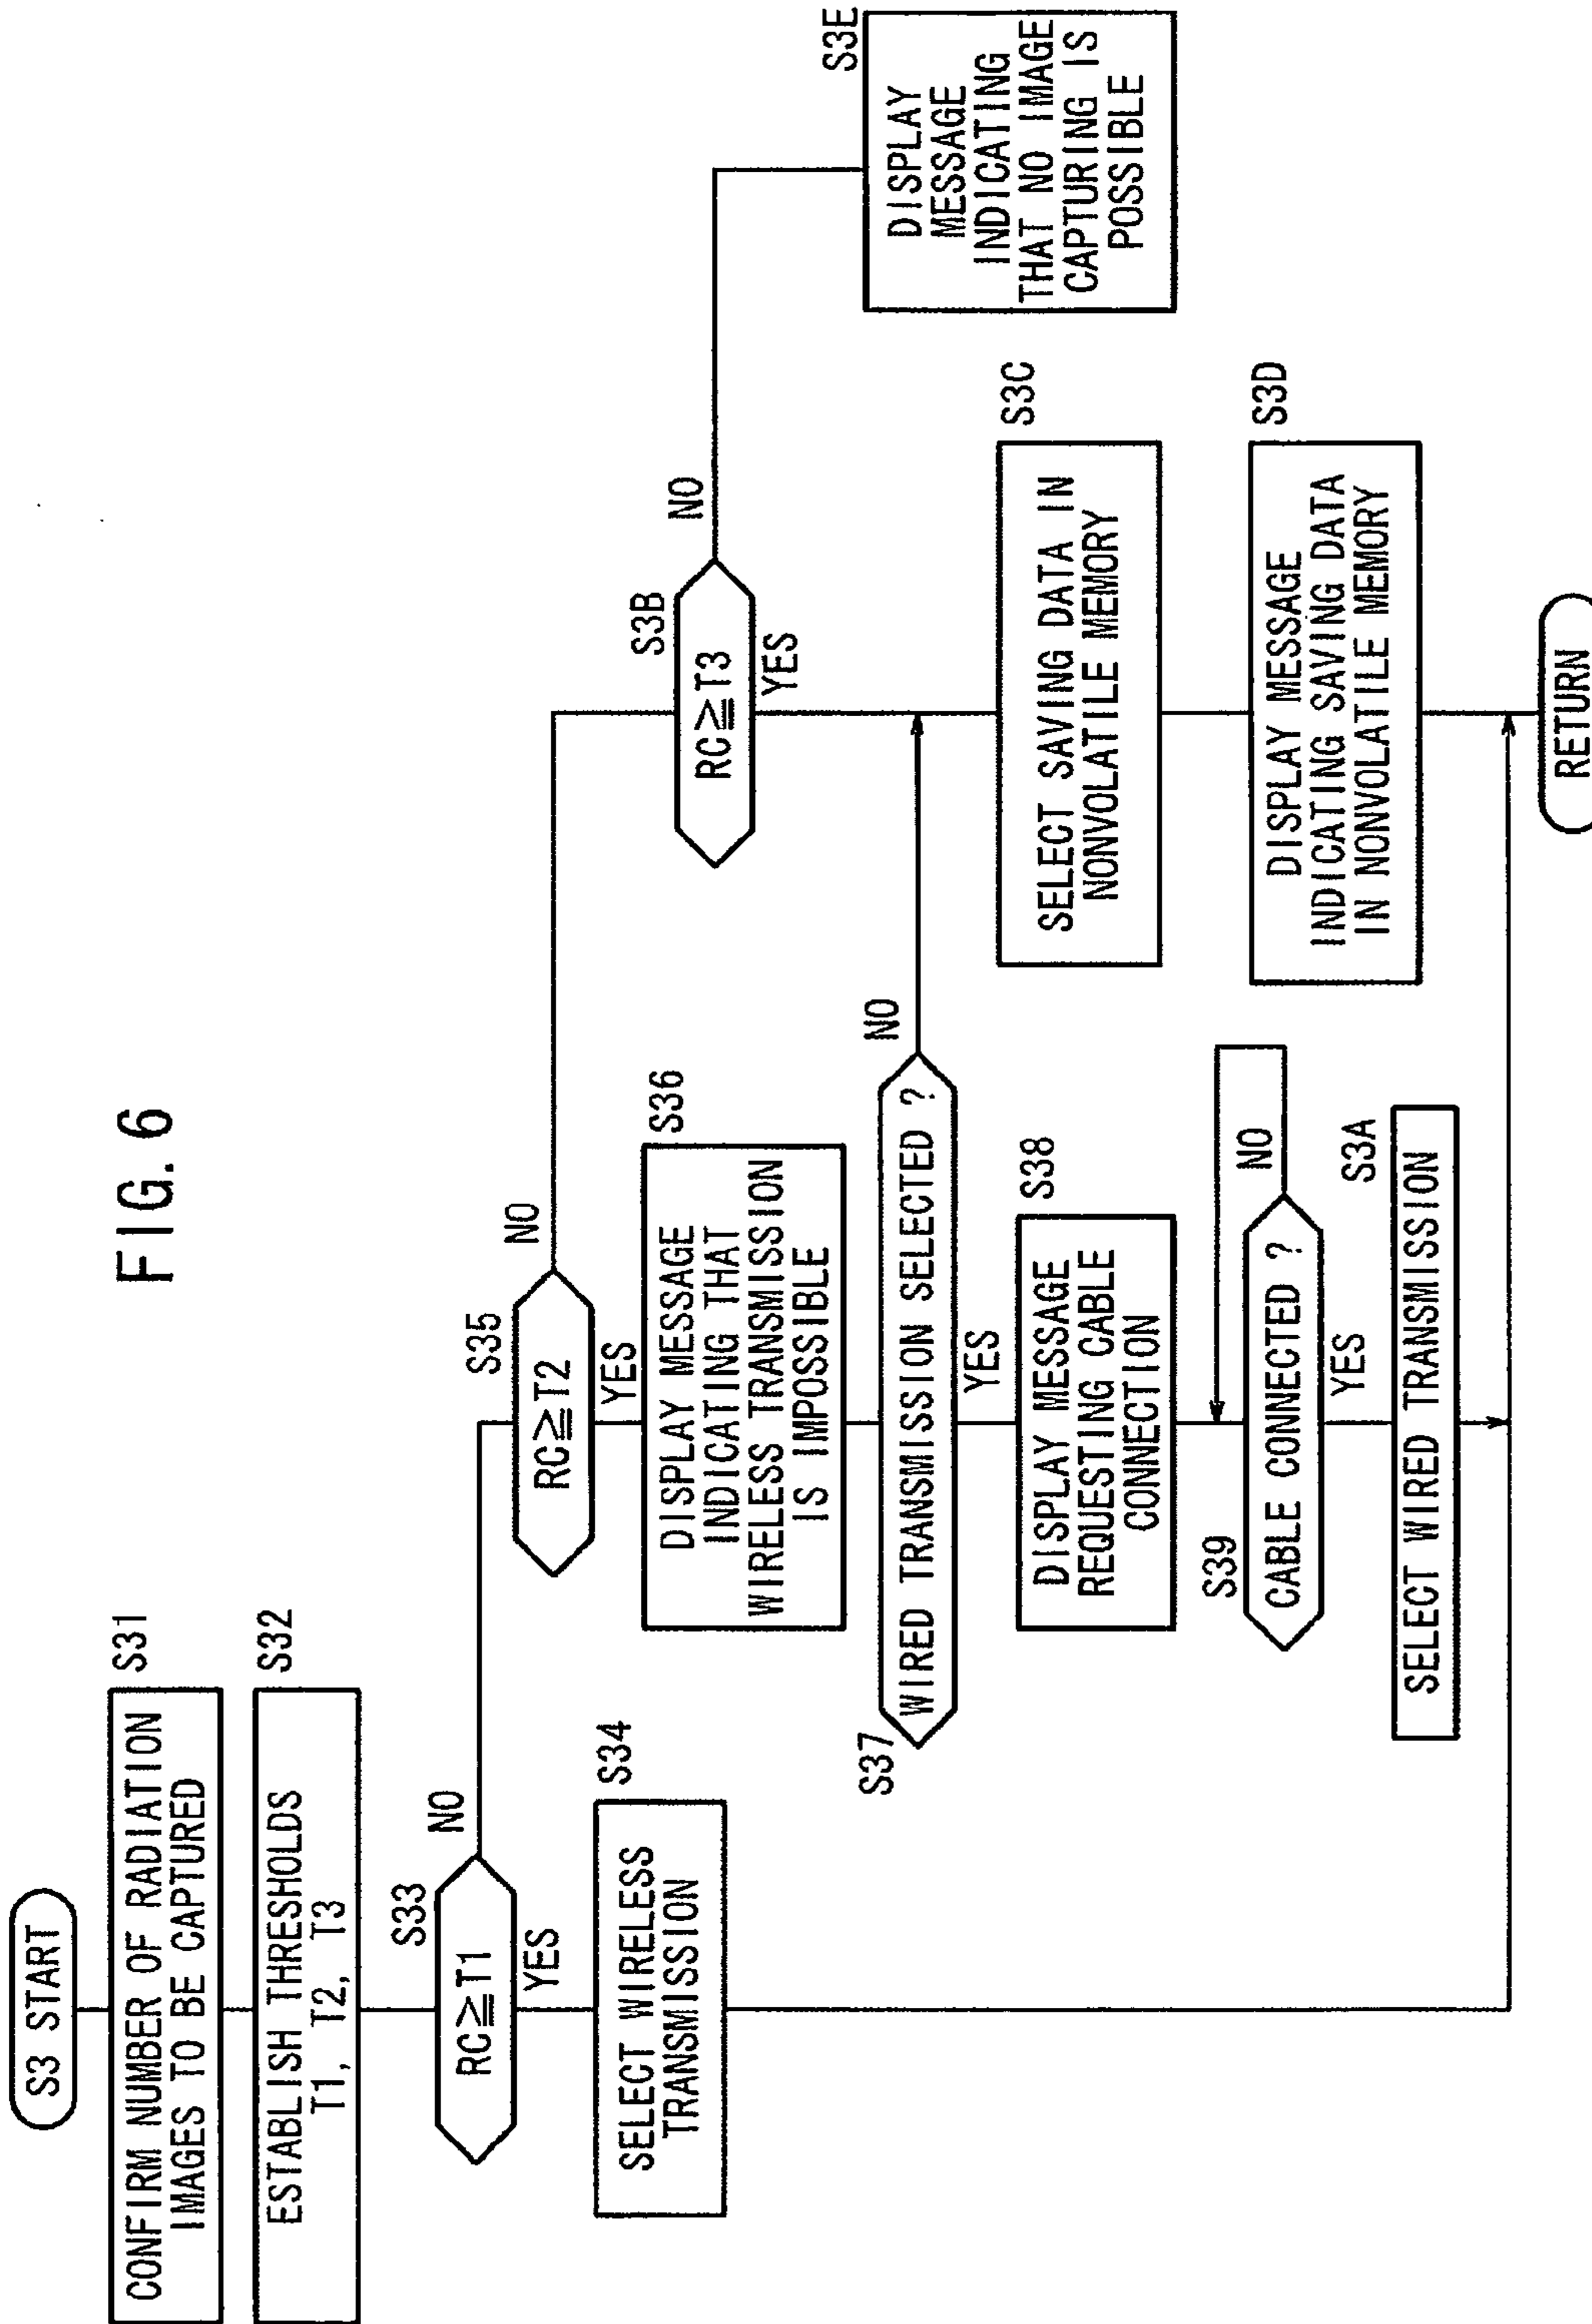 FIG. 6
S3 START
S31
CONFIRM NUMBER OF RADIATION
IMAGES TO BE CAPTURED
S32
ESTABLISH THRESHOLDS
T1, T2, T3
S33
RC≧T1
NO
YES
S34
SELECT WIRELESS
TRANSMISSION
S35
RC≧T2
NO
YES
S36
DISPLAY MESSAGE
INDICATING THAT
WIRELESS TRANSMISSION
IS IMPOSSIBLE
S37
WIRED TRANSMISSION SELECTED ?
NO
YES
S38
DISPLAY MESSAGE
REQUESTING CABLE
CONNECTION
S39
CABLE CONNECTED ?
NO
YES
S3A
SELECT WIRED TRANSMISSION
S3B
RC≧T3
NO
YES
S3C
SELECT SAVING DATA IN
NONVOLATILE MEMORY
S3D
DISPLAY MESSAGE
INDICATING SAVING DATA
IN NONVOLATILE MEMORY
S3E
DISPLAY
MESSAGE
INDICATING
THAT NO IMAGE
CAPTURING IS
POSSIBLE
RETURN